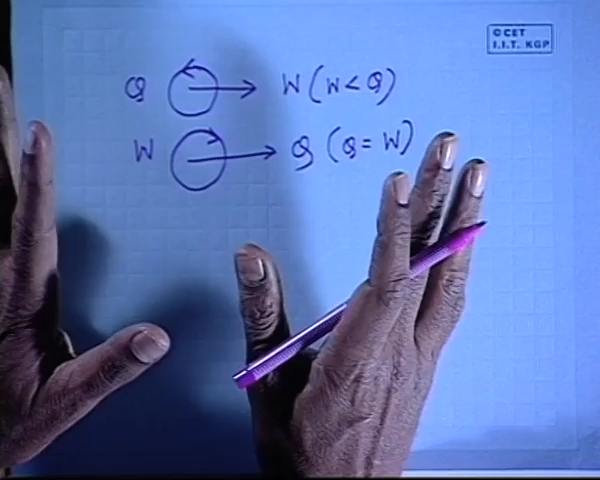 © CET
I.I.T. KGP
Q → W (W < Q)
W → Q (Q = W)